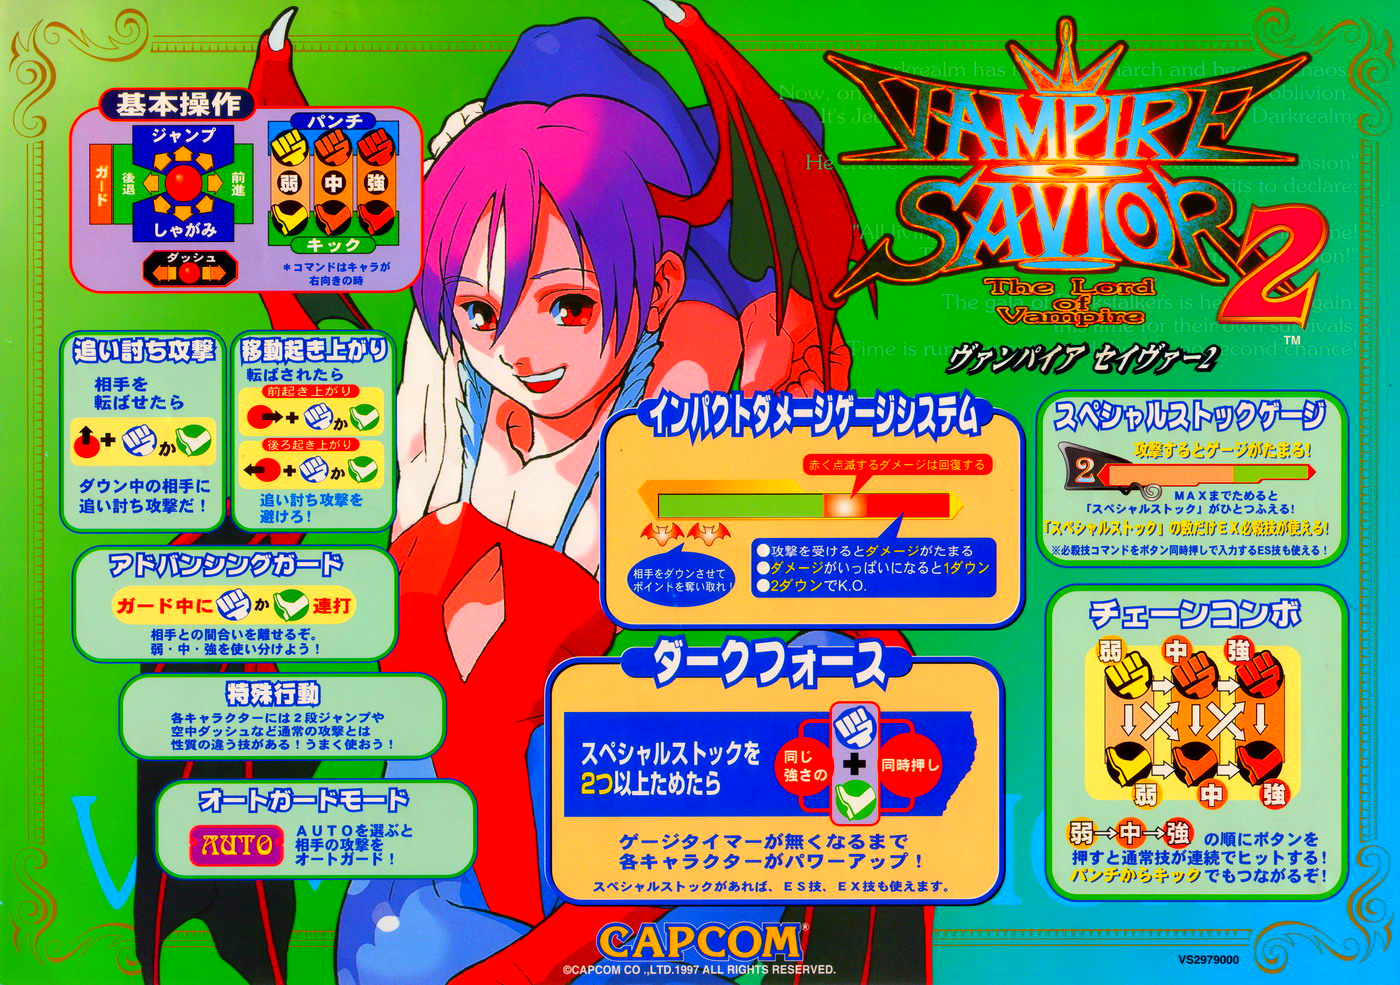 基本操作
ジャンプ
ガード
後退
前進
しゃがみ
ダッシュ
パンチ
弱 中 強
キック
＊コマンドはキャラが
右向きの時
VAMPIRE
SAVIOR 2
The Lord
of
Vampire
TM
ヴァンパイア セイヴァー2
追い討ち攻撃
相手を
転ばせたら
+ か
ダウン中の相手に
追い討ち攻撃だ！
移動起き上がり
転ばされたら
前起き上がり
+ か
後ろ起き上がり
+ か
追い討ち攻撃を
避けろ！
アドバンシングガード
ガード中に か 連打
相手との間合いを離せるぞ。
弱・中・強を使い分けよう！
特殊行動
各キャラクターには２段ジャンプや
空中ダッシュなど通常の攻撃とは
性質の違う技がある！うまく使おう！
オートガードモード
AUTO
ＡＵＴＯを選ぶと
相手の攻撃を
オートガード！
インパクトダメージゲージシステム
赤く点滅するダメージは回復する
相手をダウンさせて
ポイントを奪い取れ！
●攻撃を受けるとダメージがたまる
●ダメージがいっぱいになると1ダウン
●2ダウンでK.O.
ダークフォース
スペシャルストックを
2つ以上ためたら
同じ
強さの
+
同時押し
ゲージタイマーが無くなるまで
各キャラクターがパワーアップ！
スペシャルストックがあれば、ＥＳ技、ＥＸ技も使えます。
スペシャルストックゲージ
攻撃するとゲージがたまる！
2
ＭＡＸまでためると
「スペシャルストック」がひとつふえる！
「スペシャルストック」の数だけＥＸ必殺技が使える！
※必殺技コマンドをボタン同時押しで入力するES技も使える！
チェーンコンボ
弱 中 強
弱 中 強
弱→中→強 の順にボタンを
押すと通常技が連続でヒットする！
パンチからキックでもつながるぞ！
CAPCOM®
©CAPCOM CO .,LTD.1997 ALL RIGHTS RESERVED.
VS2979000